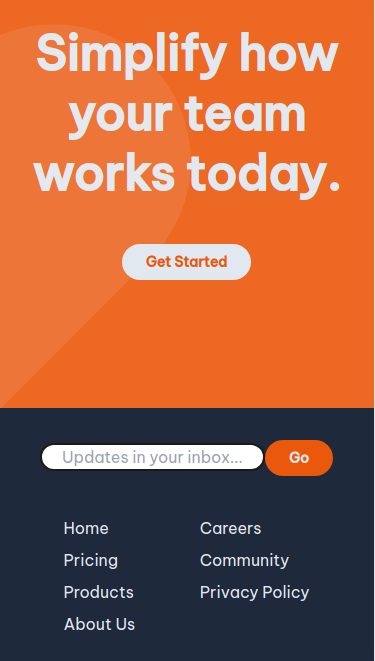 Simplify how
your team
works today.
Get Started
Updates in your inbox...
Go
Home
Pricing
Products
About Us
Careers
Community
Privacy Policy